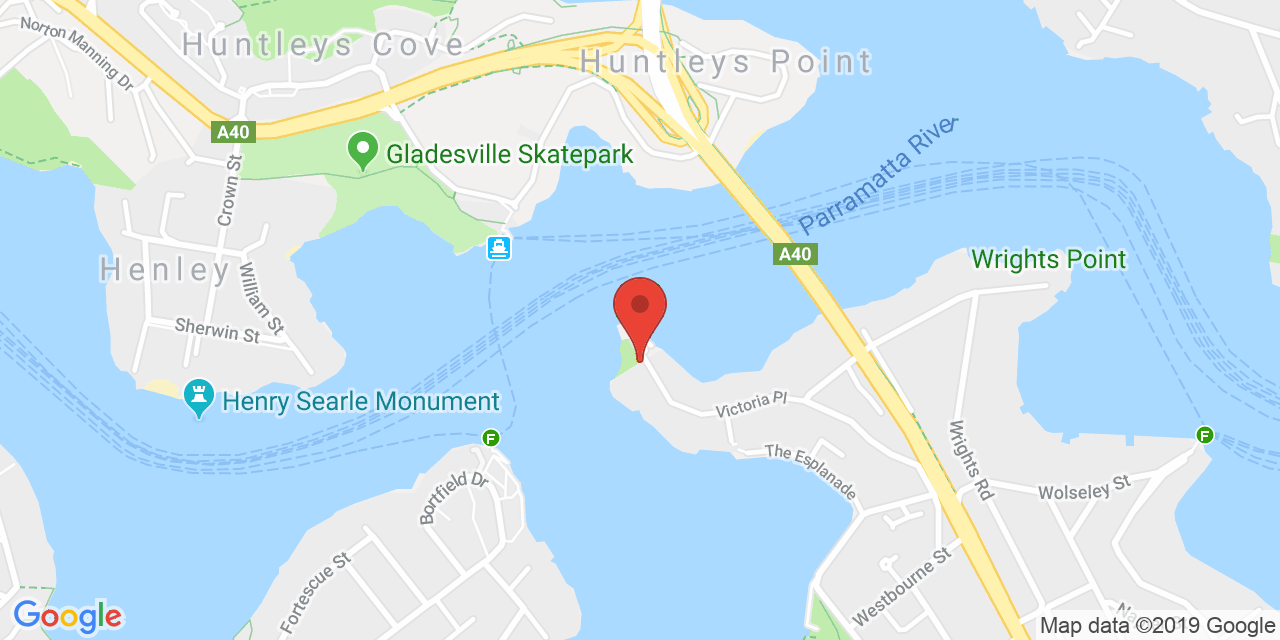 Norton Manning Dr
Huntleys Cove
Huntleys Point
A40
Gladesville Skatepark
Crown St
Parramatta River
A40
Wrights Point
Henley
William St
Sherwin St
Henry Searle Monument
Victoria Pl
F
F
The Esplanade
Wrights Rd
Bortfield Dr
Wolseley St
Fortescue St
Westbourne St
Google
Map data ©2019 Google